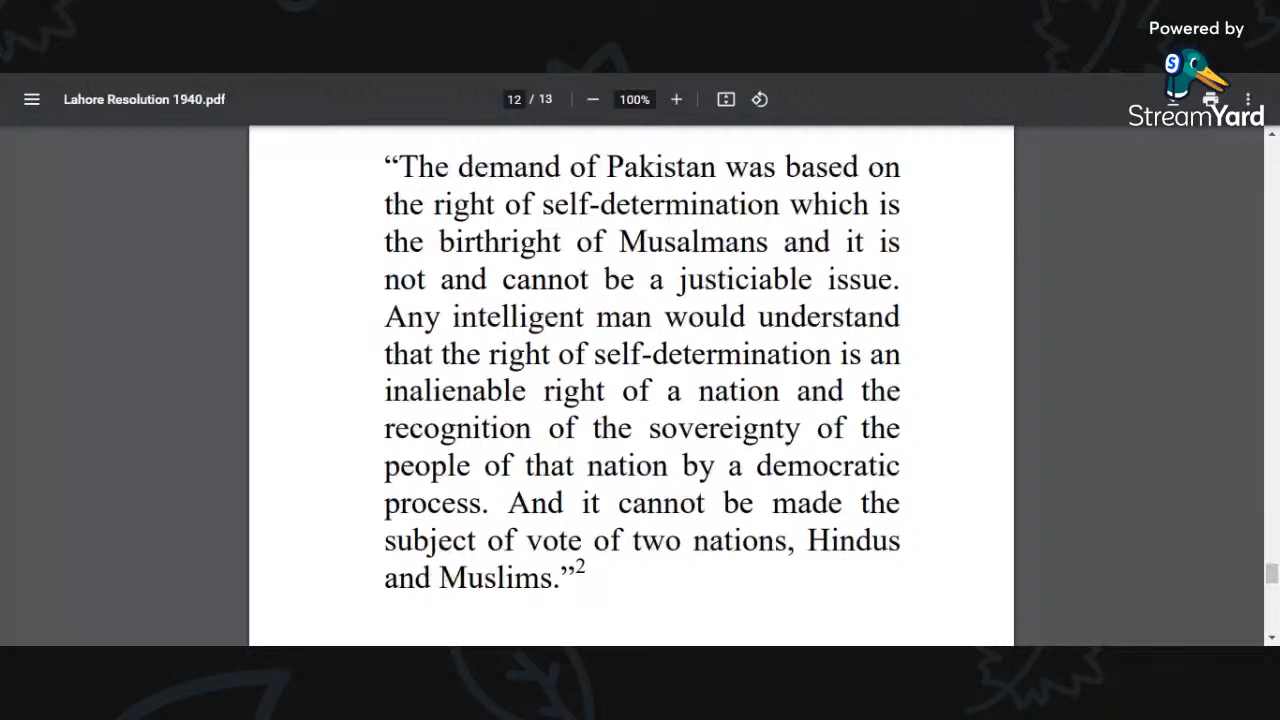 Powered by
StreamYard
Lahore Resolution 1940.pdf
12 / 13
100%
“The demand of Pakistan was based on
the right of self-determination which is
the birthright of Musalmans and it is
not and cannot be a justiciable issue.
Any intelligent man would understand
that the right of self-determination is an
inalienable right of a nation and the
recognition of the sovereignty of the
people of that nation by a democratic
process. And it cannot be made the
subject of vote of two nations, Hindus
and Muslims.”2